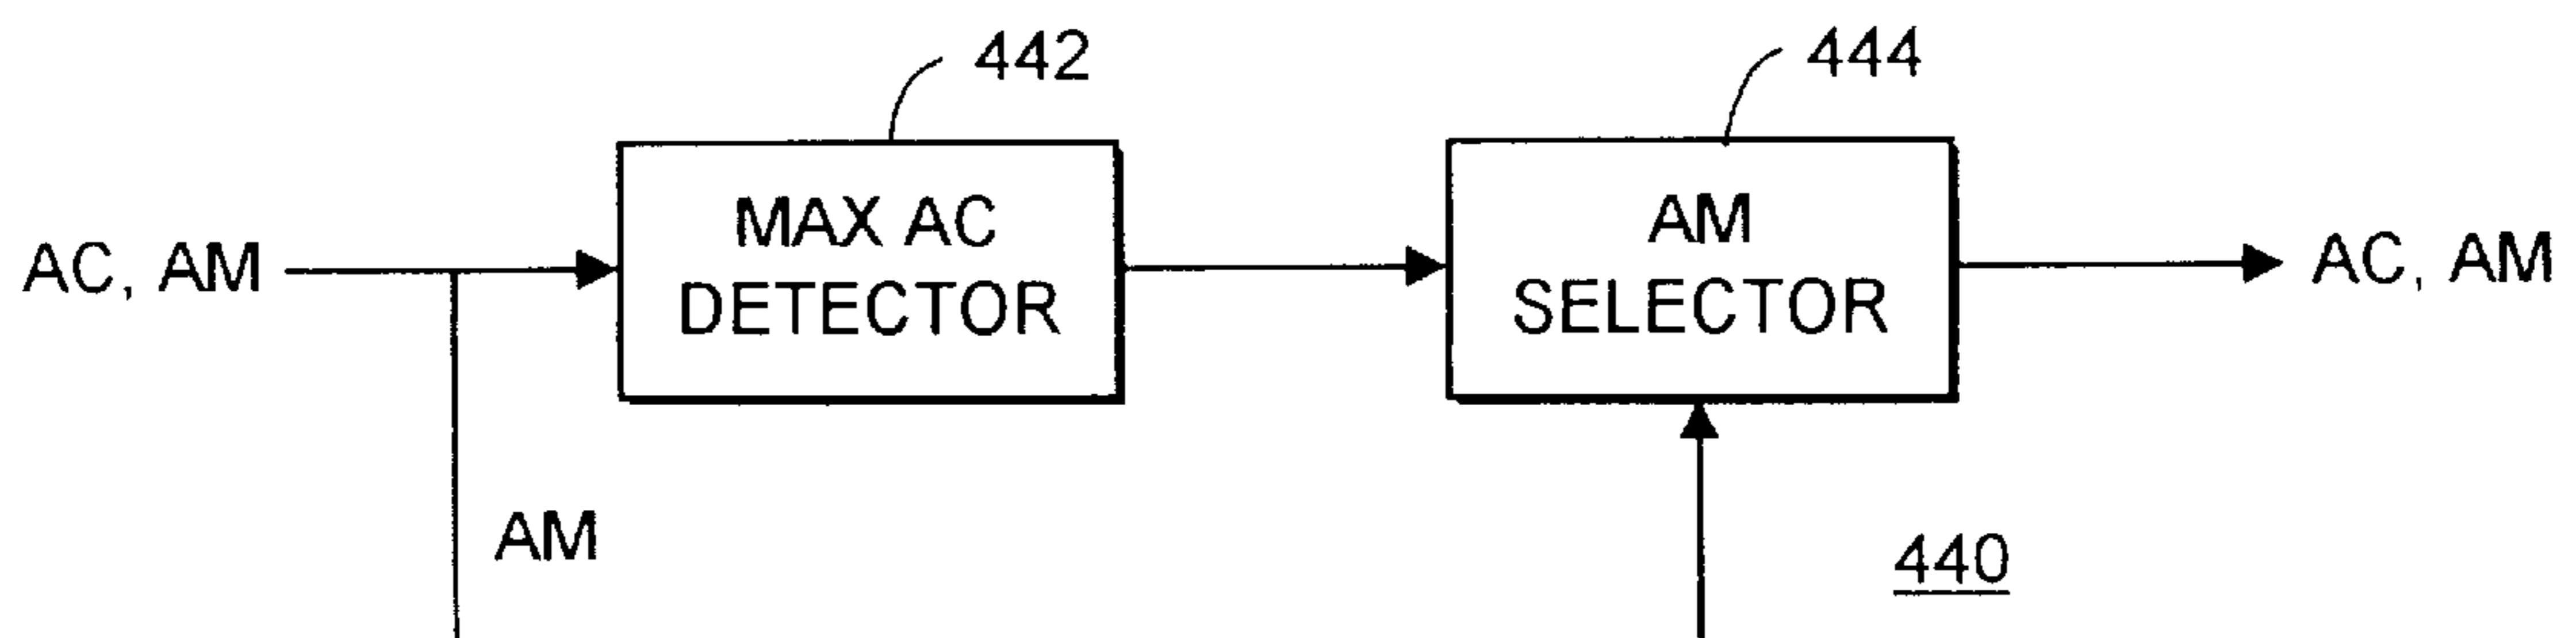 442
444
AC, AM
MAX AC
DETECTOR
AM
SELECTOR
AC, AM
AM
440